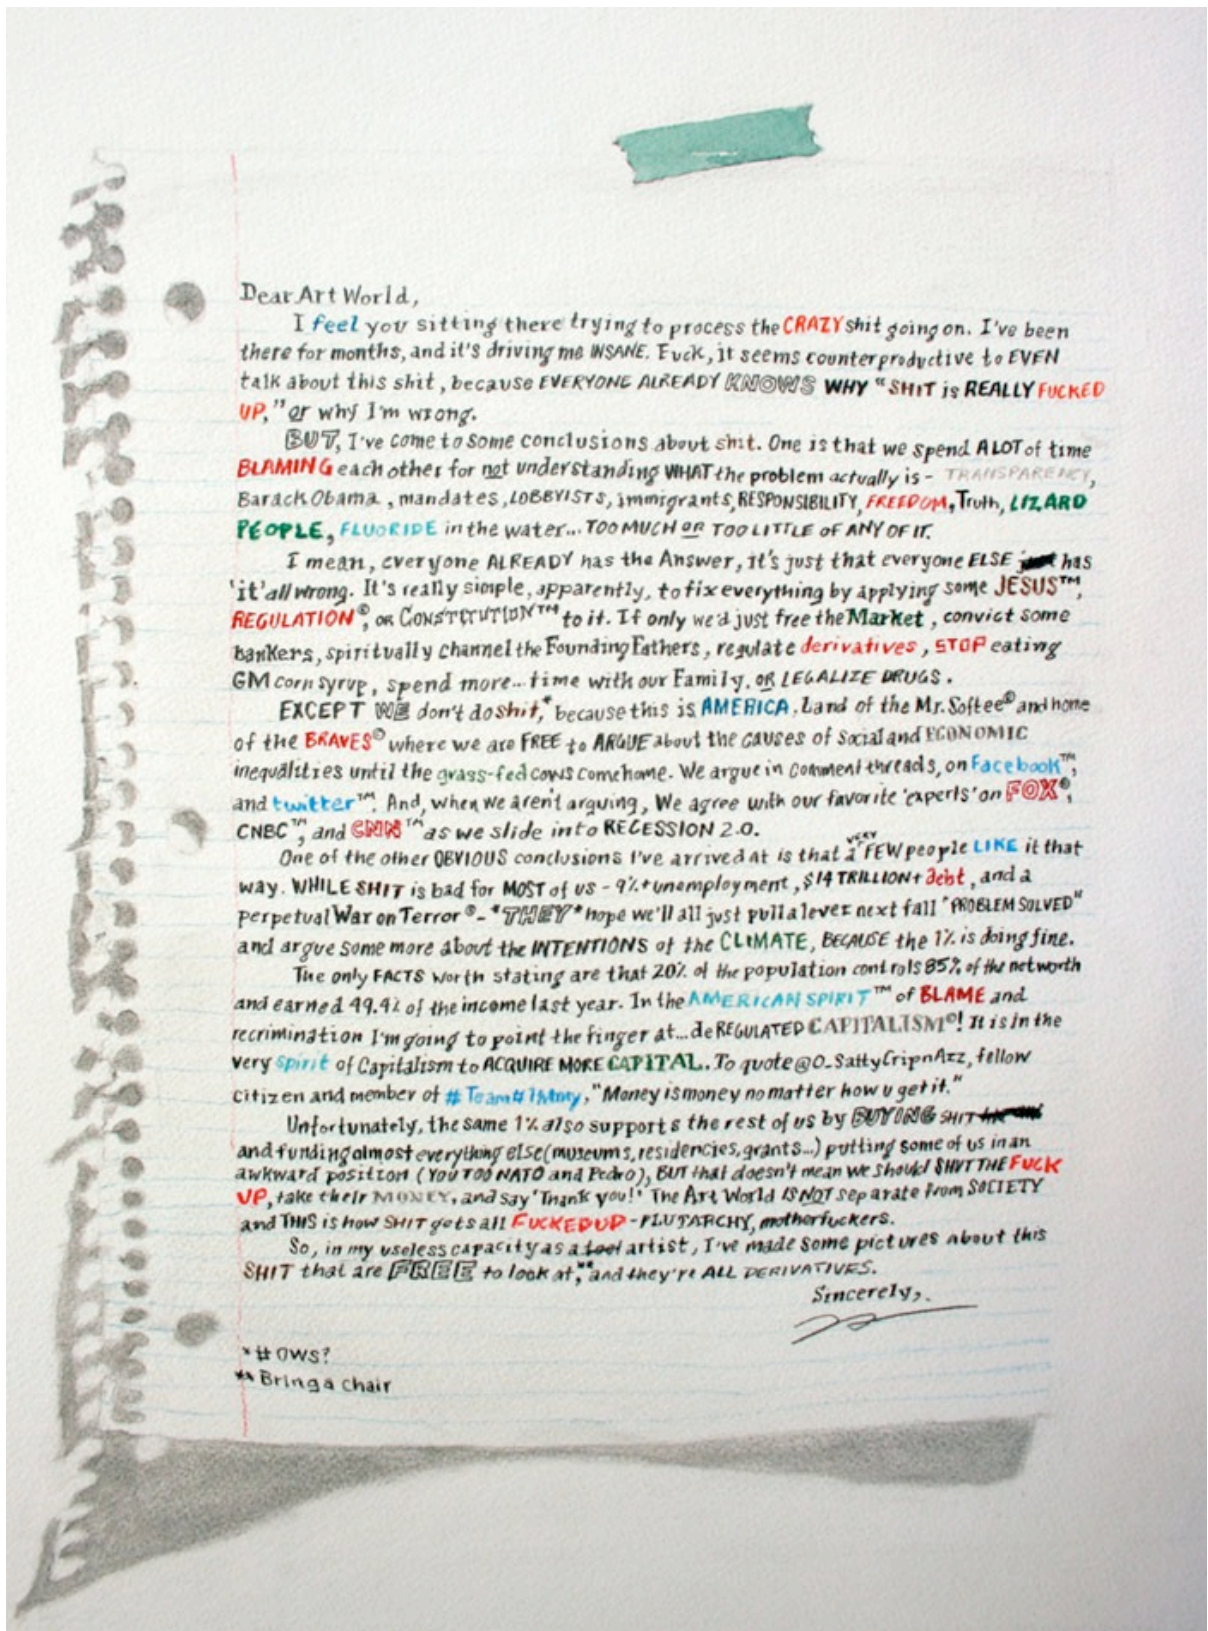 Dear Art World,
I feel you sitting there trying to process the CRAZY shit going on. I've been
there for months, and it's driving me INSANE. Fuck, it seems counterproductive to EVEN
talk about this shit, because EVERYONE ALREADY KNOWS WHY "SHIT is REALLY FUCKED
UP," or why I'm wrong.
BUT, I've come to some conclusions about shit. One is that we spend A LOT of time
BLAMING each other for not understanding WHAT the problem actually is - TRANSPARENCY,
Barack Obama, mandates, LOBBYISTS, immigrants, RESPONSIBILITY, FREEDOM, Truth, LIZARD
PEOPLE, FLUORIDE in the water... TOO MUCH OR TOO LITTLE OF ANY OF IT.
I mean, everyone ALREADY has the Answer, it's just that everyone ELSE just has
'it' all wrong. It's really simple, apparently, to fix everything by applying some JESUS™,
REGULATION®, OR CONSTITUTION™ to it. If only we'd just free the Market, convict some
bankers, spiritually channel the Founding Fathers, regulate derivatives, STOP eating
GM corn syrup, spend more... time with our Family, OR LEGALIZE DRUGS.
EXCEPT WE don't do shit,* because this is AMERICA, Land of the Mr. Softee® and home
of the BRAVES® where we are FREE to ARGUE about the causes of Social and ECONOMIC
inequalities until the grass-fed cows come home. We argue in comment threads, on Facebook™,
and twitter™. And, when we aren't arguing, We agree with our favorite 'experts' on FOX®,
CNBC™, and CNN™ as we slide into RECESSION 2.0.
One of the other OBVIOUS conclusions I've arrived at is that a VERY FEW people LIKE it that
way. WHILE SHIT is bad for MOST of us - 9%+ unemployment, $14 TRILLION+ debt, and a
perpetual War on Terror® - *THEY* hope we'll all just pull a lever next fall "PROBLEM SOLVED"
and argue some more about the INTENTIONS of the CLIMATE, BECAUSE the 1% is doing fine.
The only FACTS worth stating are that 20% of the population controls 85% of the net worth
and earned 49.4% of the income last year. In the AMERICAN SPIRIT™ of BLAME and
recrimination I'm going to point the finger at... deREGULATED CAPITALISM®! It is in the
very spirit of Capitalism to ACQUIRE MORE CAPITAL. To quote @O_SattyCripnAzz, fellow
citizen and member of #Team#1Mmy, "Money is money no matter how u get it."
Unfortunately, the same 1% also supports the rest of us by BUYING SHIT
and funding almost everything else (museums, residencies, grants...) putting some of us in an
awkward position (YOU TOO NATO and Pedro), BUT that doesn't mean we should SHUT THE FUCK
UP, take their MONEY, and say 'Thank you!' The Art World IS NOT separate from SOCIETY
and THIS is how SHIT gets all FUCKED UP - PLUTARCHY, motherfuckers.
So, in my useless capacity as a tool artist, I've made some pictures about this
SHIT that are FREE to look at,** and they're ALL DERIVATIVES.
Sincerely,
*#OWS?
**Bring a chair